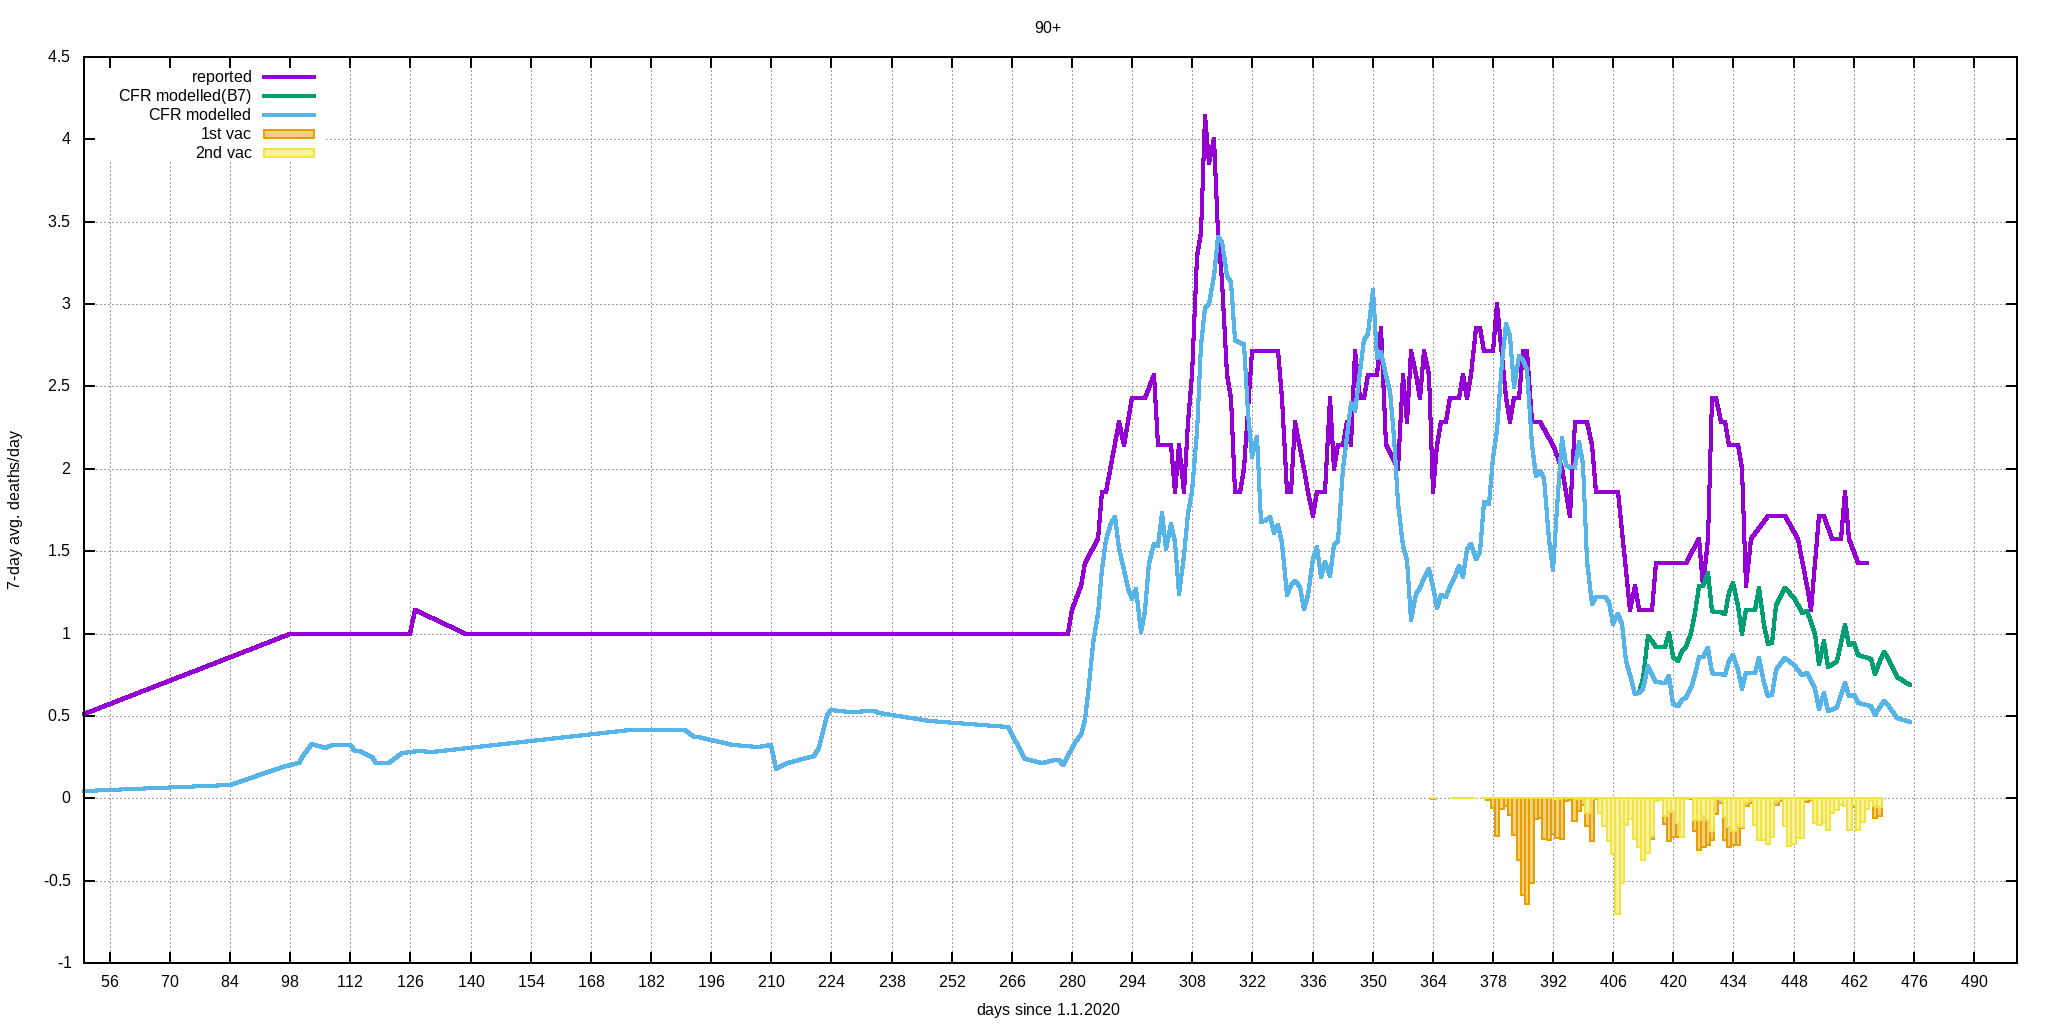 90+
4.5
4
3.5
3
2.5
2
1.5
1
0.5
0
-0.5
-1
7-day avg. deaths/day
reported
CFR modelled(B7)
CFR modelled
1st vac
2nd vac
56 70 84 98 112 126 140 154 168 182 196 210 224 238 252 266 280 294 308 322 336 350 364 378 392 406 420 434 448 462 476 490
days since 1.1.2020